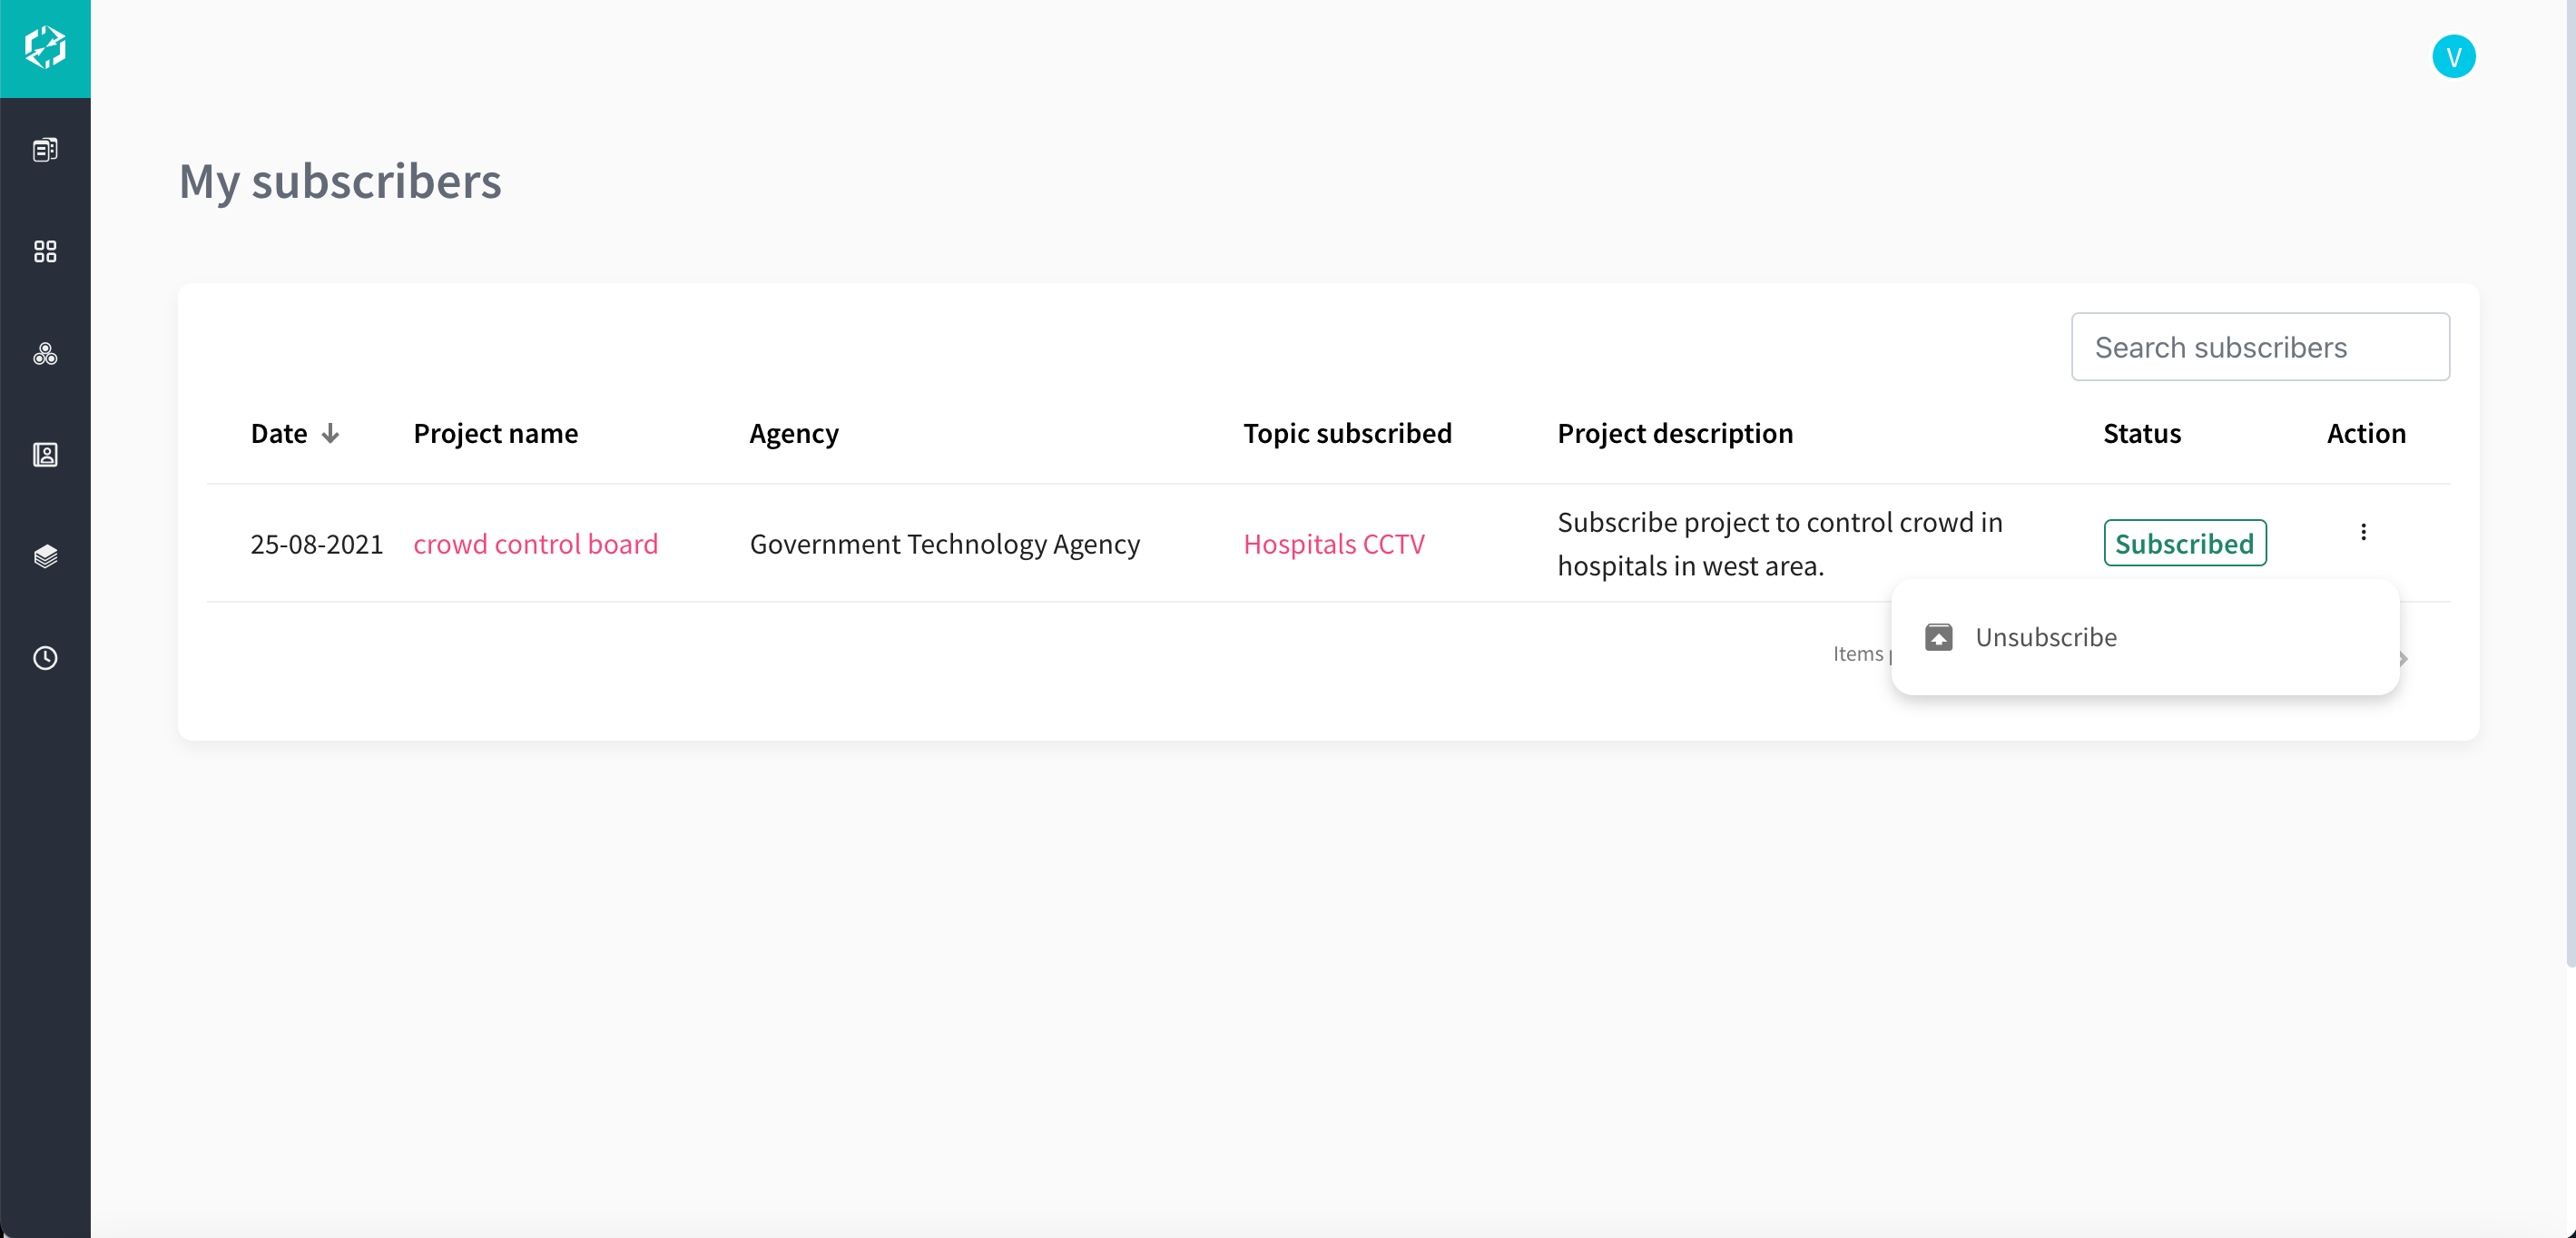 V
My subscribers
Search subscribers
Date Project name Agency Topic subscribed Project description Status Action
25-08-2021 crowd control board Government Technology Agency Hospitals CCTV Subscribe project to control crowd in
hospitals in west area. Subscribed
Unsubscribe
Items